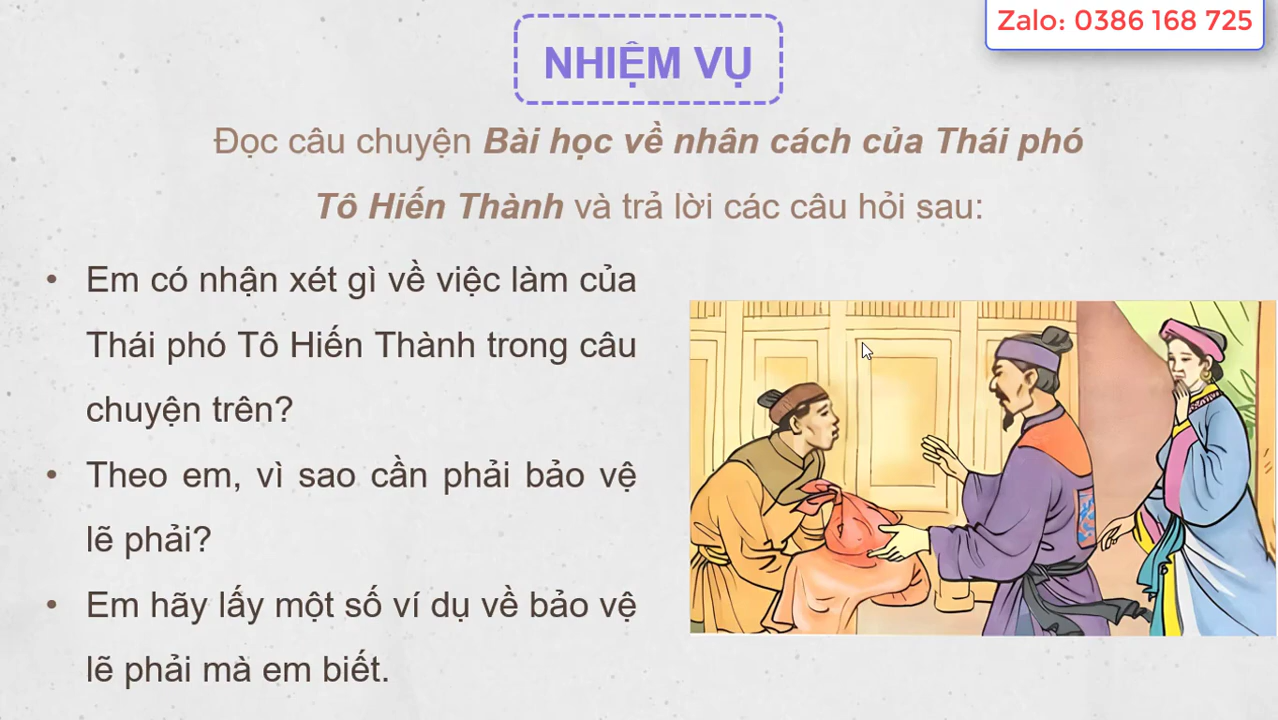 Zalo: 0386 168 725
NHIỆM VỤ
Đọc câu chuyện Bài học về nhân cách của Thái phó
Tô Hiến Thành và trả lời các câu hỏi sau:
• Em có nhận xét gì về việc làm của
Thái phó Tô Hiến Thành trong câu
chuyện trên?
• Theo em, vì sao cần phải bảo vệ
lẽ phải?
• Em hãy lấy một số ví dụ về bảo vệ
lẽ phải mà em biết.